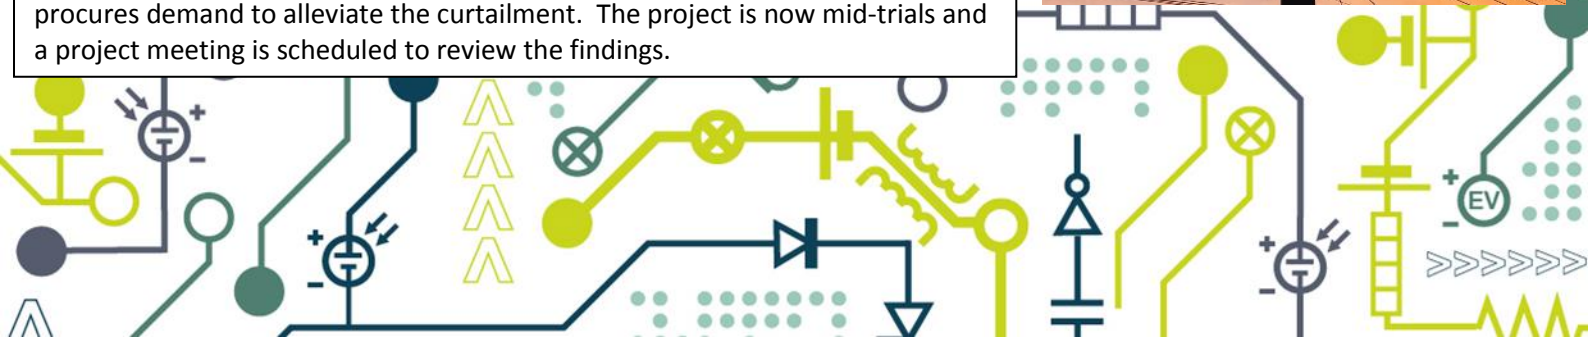 procures demand to alleviate the curtailment.  The project is now mid-trials and
a project meeting is scheduled to review the findings.
EV